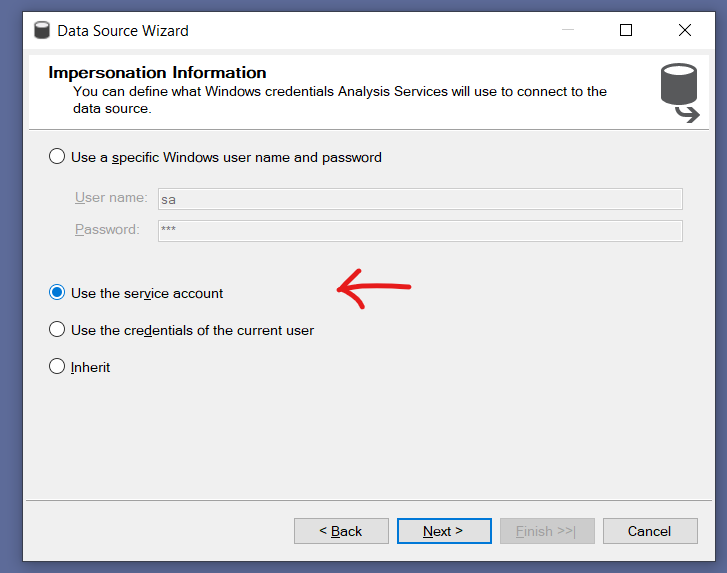 Data Source Wizard
Impersonation Information
You can define what Windows credentials Analysis Services will use to connect to the
data source.
Use a specific Windows user name and password
User name: sa
Password: ***
Use the service account
Use the credentials of the current user
Inherit
< Back Next > Finish >>| Cancel